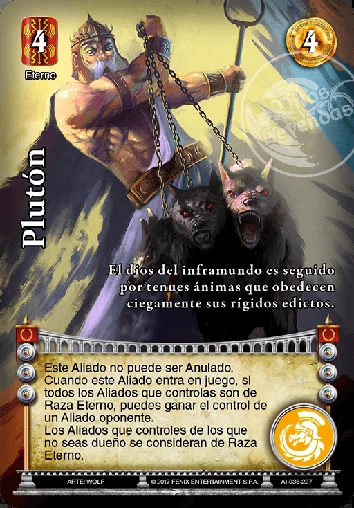 4
4
Eterno
MITOS
LEYENDAS
Plutón
El dios del inframundo es seguido
por tenues ánimas que obedecen
ciegamente sus rígidos edictos.
Este Aliado no puede ser Anulado.
Cuando este Aliado entra en juego, si
todos los Aliados que controlas son de
Raza Eterno, puedes ganar el control de
un Aliado oponente.
Los Aliados que controles de los que
no seas dueño se consideran de Raza
Eterno.
ARTE: WOLF
© 2017 FENIX ENTERTAINMENT S.P.A.